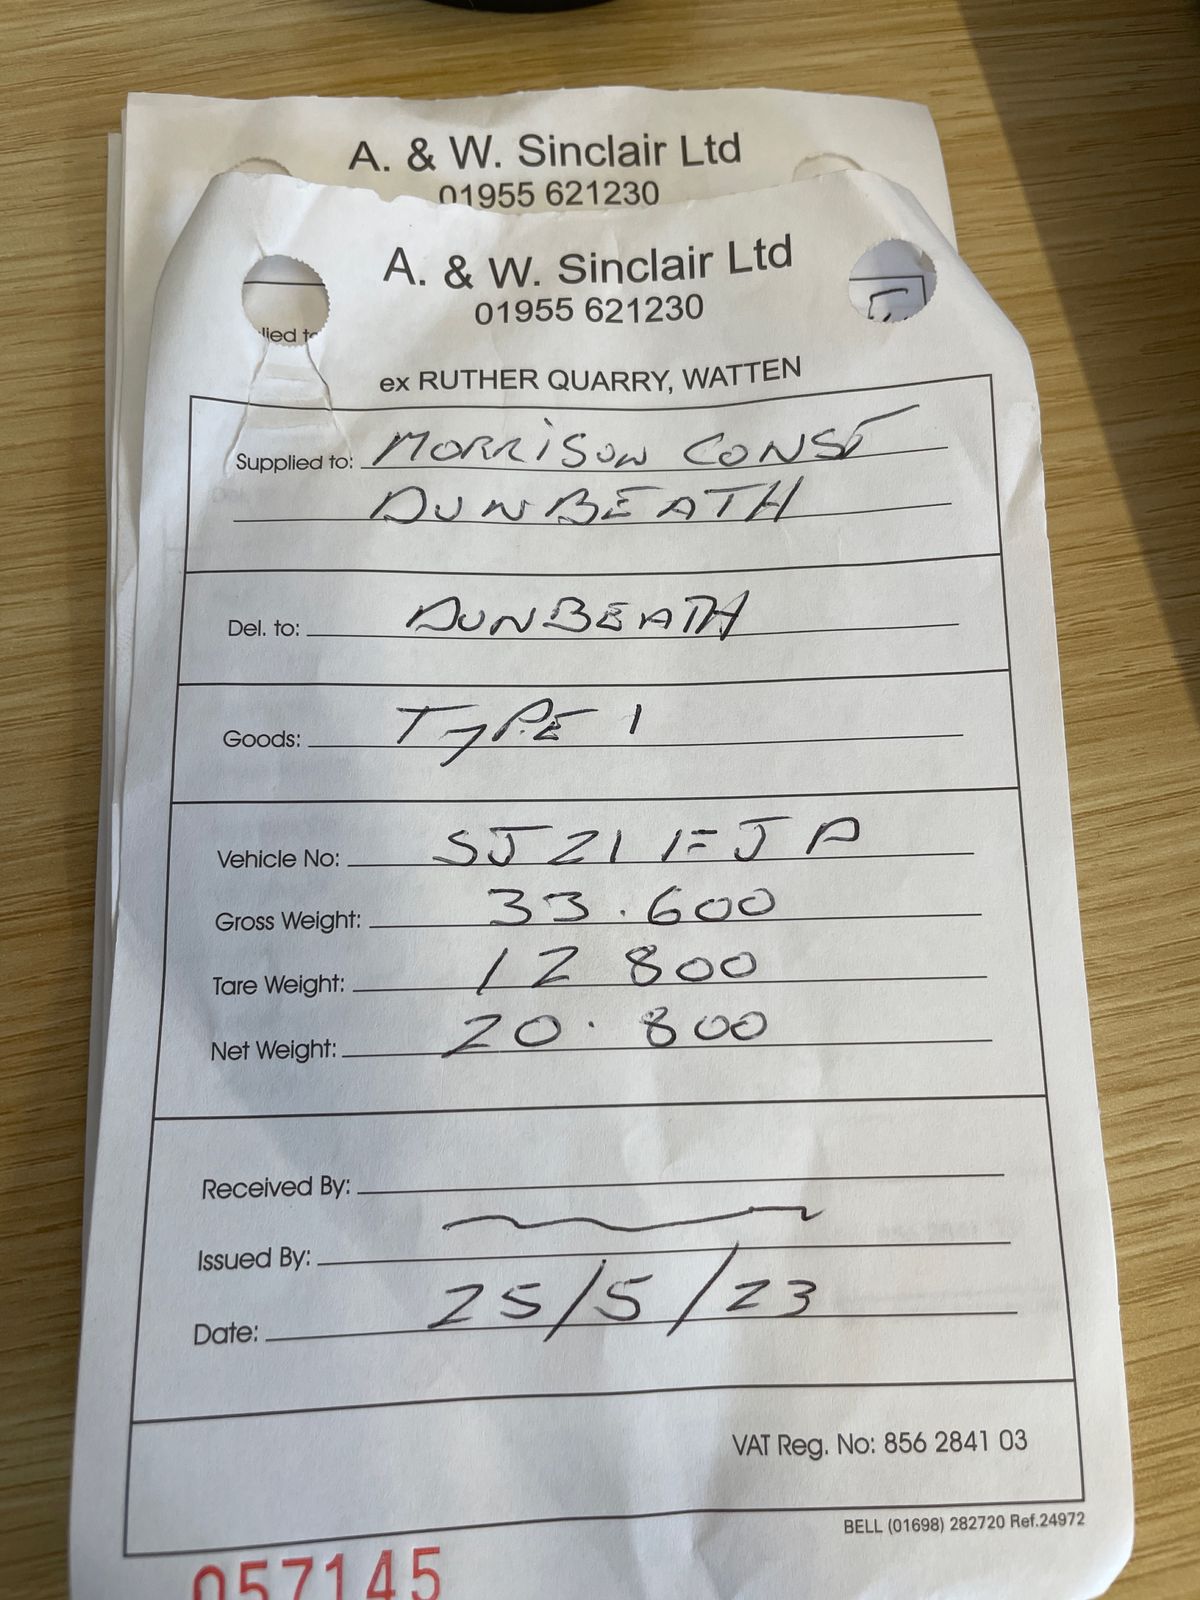 A. & W. Sinclair Ltd
01955 621230
A. & W. Sinclair Ltd
01955 621230
lied to
ex RUTHER QUARRY, WATTEN
Supplied to: MORRISON CONST
DUNBEATH
Del. to: DUNBEATH
Goods: TYPE 1
Vehicle No: SJ21 FJA
Gross Weight: 33.600
Tare Weight: 12 800
Net Weight: 20.800
Received By:
Issued By:
Date: 25/5/23
VAT Reg. No: 856 2841 03
BELL (01698) 282720 Ref.24972
057145